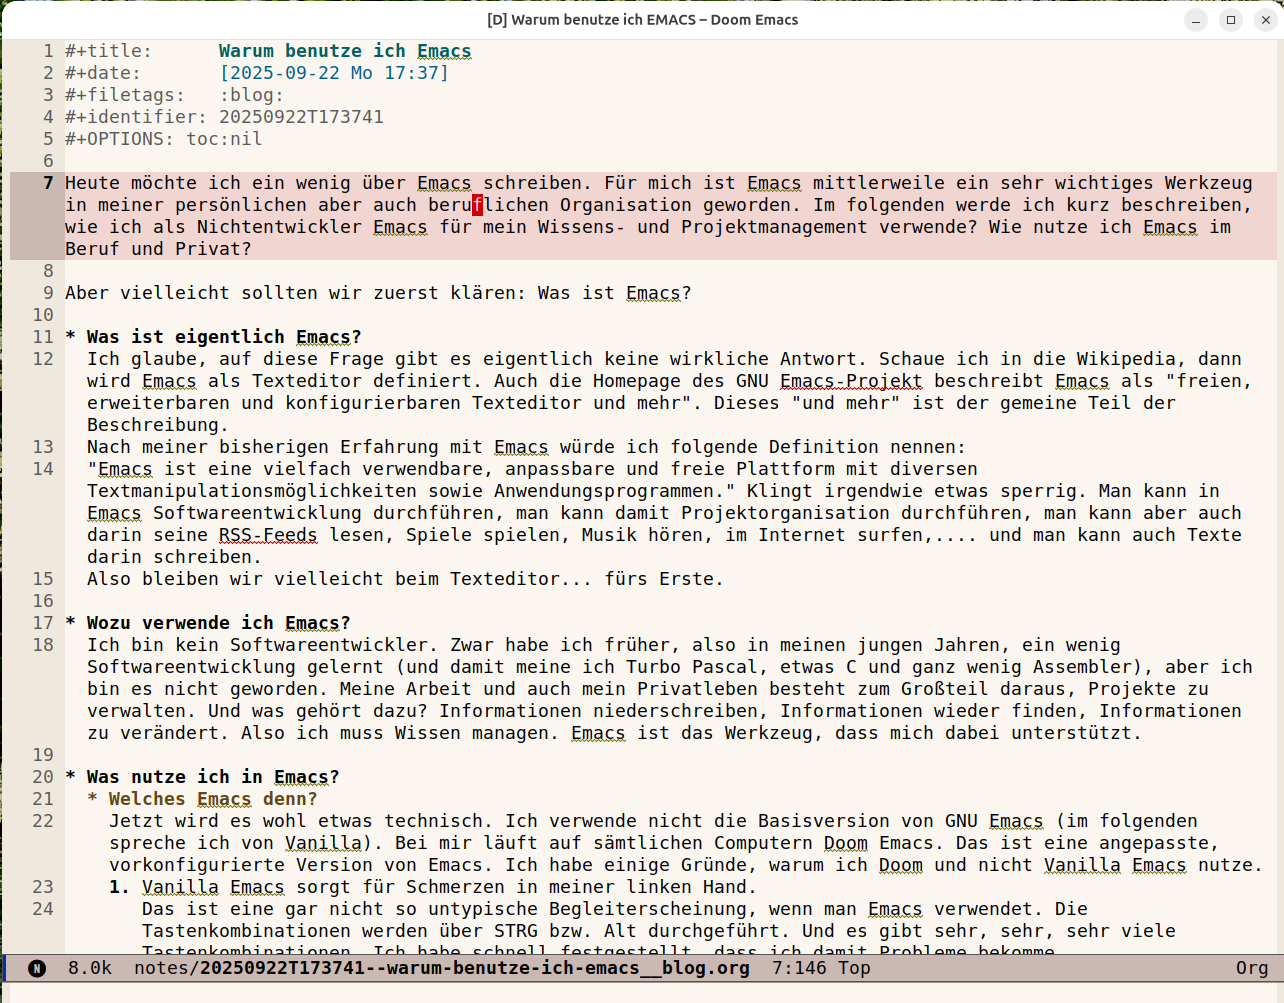 [D] Warum benutze ich EMACS – Doom Emacs
1 #+title:      Warum benutze ich Emacs
2 #+date:       [2025-09-22 Mo 17:37]
3 #+filetags:   :blog:
4 #+identifier: 20250922T173741
5 #+OPTIONS: toc:nil
6
7 Heute möchte ich ein wenig über Emacs schreiben. Für mich ist Emacs mittlerweile ein sehr wichtiges Werkzeug
in meiner persönlichen aber auch beruflichen Organisation geworden. Im folgenden werde ich kurz beschreiben,
wie ich als Nichtentwickler Emacs für mein Wissens- und Projektmanagement verwende? Wie nutze ich Emacs im
Beruf und Privat?
8
9 Aber vielleicht sollten wir zuerst klären: Was ist Emacs?
10
11 * Was ist eigentlich Emacs?
12 Ich glaube, auf diese Frage gibt es eigentlich keine wirkliche Antwort. Schaue ich in die Wikipedia, dann
wird Emacs als Texteditor definiert. Auch die Homepage des GNU Emacs-Projekt beschreibt Emacs als "freien,
erweiterbaren und konfigurierbaren Texteditor und mehr". Dieses "und mehr" ist der gemeine Teil der
Beschreibung.
13 Nach meiner bisherigen Erfahrung mit Emacs würde ich folgende Definition nennen:
14 "Emacs ist eine vielfach verwendbare, anpassbare und freie Plattform mit diversen
Textmanipulationsmöglichkeiten sowie Anwendungsprogrammen." Klingt irgendwie etwas sperrig. Man kann in
Emacs Softwareentwicklung durchführen, man kann damit Projektorganisation durchführen, man kann aber auch
darin seine RSS-Feeds lesen, Spiele spielen, Musik hören, im Internet surfen,.... und man kann auch Texte
darin schreiben.
15 Also bleiben wir vielleicht beim Texteditor... fürs Erste.
16
17 * Wozu verwende ich Emacs?
18 Ich bin kein Softwareentwickler. Zwar habe ich früher, also in meinen jungen Jahren, ein wenig
Softwareentwicklung gelernt (und damit meine ich Turbo Pascal, etwas C und ganz wenig Assembler), aber ich
bin es nicht geworden. Meine Arbeit und auch mein Privatleben besteht zum Großteil daraus, Projekte zu
verwalten. Und was gehört dazu? Informationen niederschreiben, Informationen wieder finden, Informationen
zu verändert. Also ich muss Wissen managen. Emacs ist das Werkzeug, dass mich dabei unterstützt.
19
20 * Was nutze ich in Emacs?
21 * Welches Emacs denn?
22 Jetzt wird es wohl etwas technisch. Ich verwende nicht die Basisversion von GNU Emacs (im folgenden
spreche ich von Vanilla). Bei mir läuft auf sämtlichen Computern Doom Emacs. Das ist eine angepasste,
vorkonfigurierte Version von Emacs. Ich habe einige Gründe, warum ich Doom und nicht Vanilla Emacs nutze.
23 1. Vanilla Emacs sorgt für Schmerzen in meiner linken Hand.
24 Das ist eine gar nicht so untypische Begleiterscheinung, wenn man Emacs verwendet. Die
Tastenkombinationen werden über STRG bzw. Alt durchgeführt. Und es gibt sehr, sehr, sehr viele
Tastenkombinationen. Ich habe schnell festgestellt, dass ich damit Probleme bekomme.
N 8.0k notes/20250922T173741--warum-benutze-ich-emacs__blog.org 7:146 Top Org